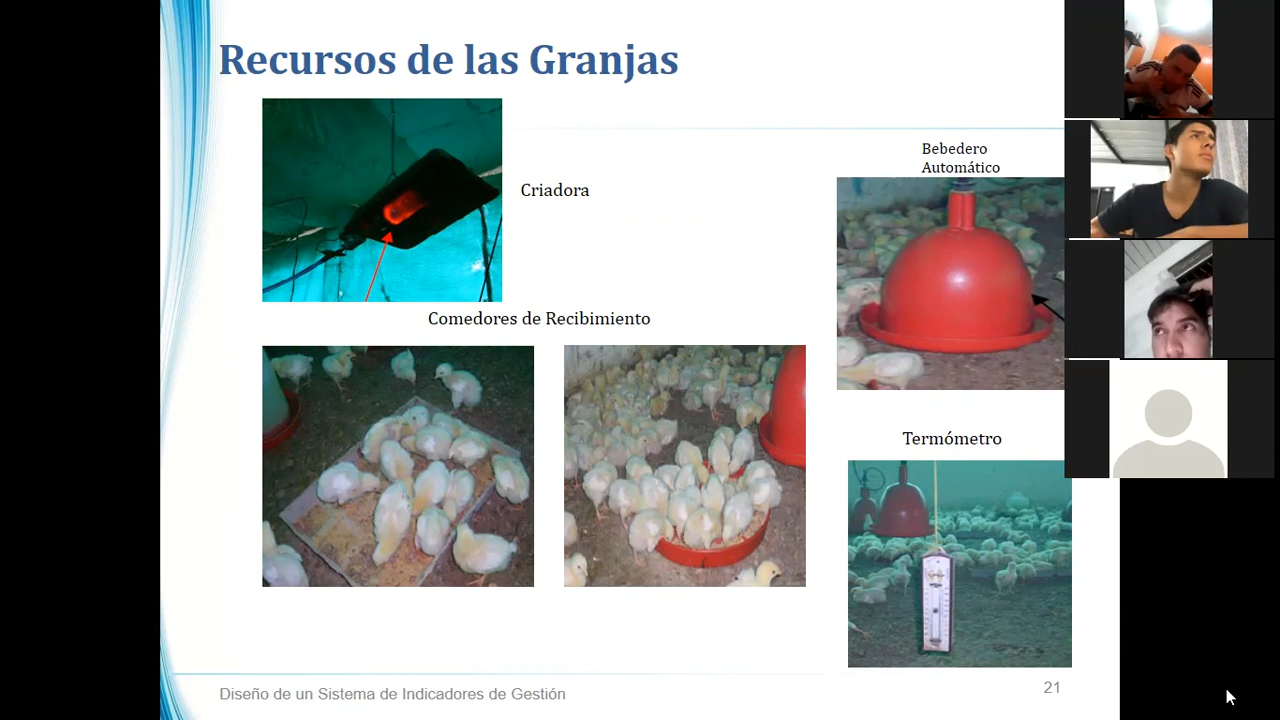 Recursos de las Granjas
Criadora
Bebedero
Automático
Comedores de Recibimiento
Termómetro
Diseño de un Sistema de Indicadores de Gestión
21